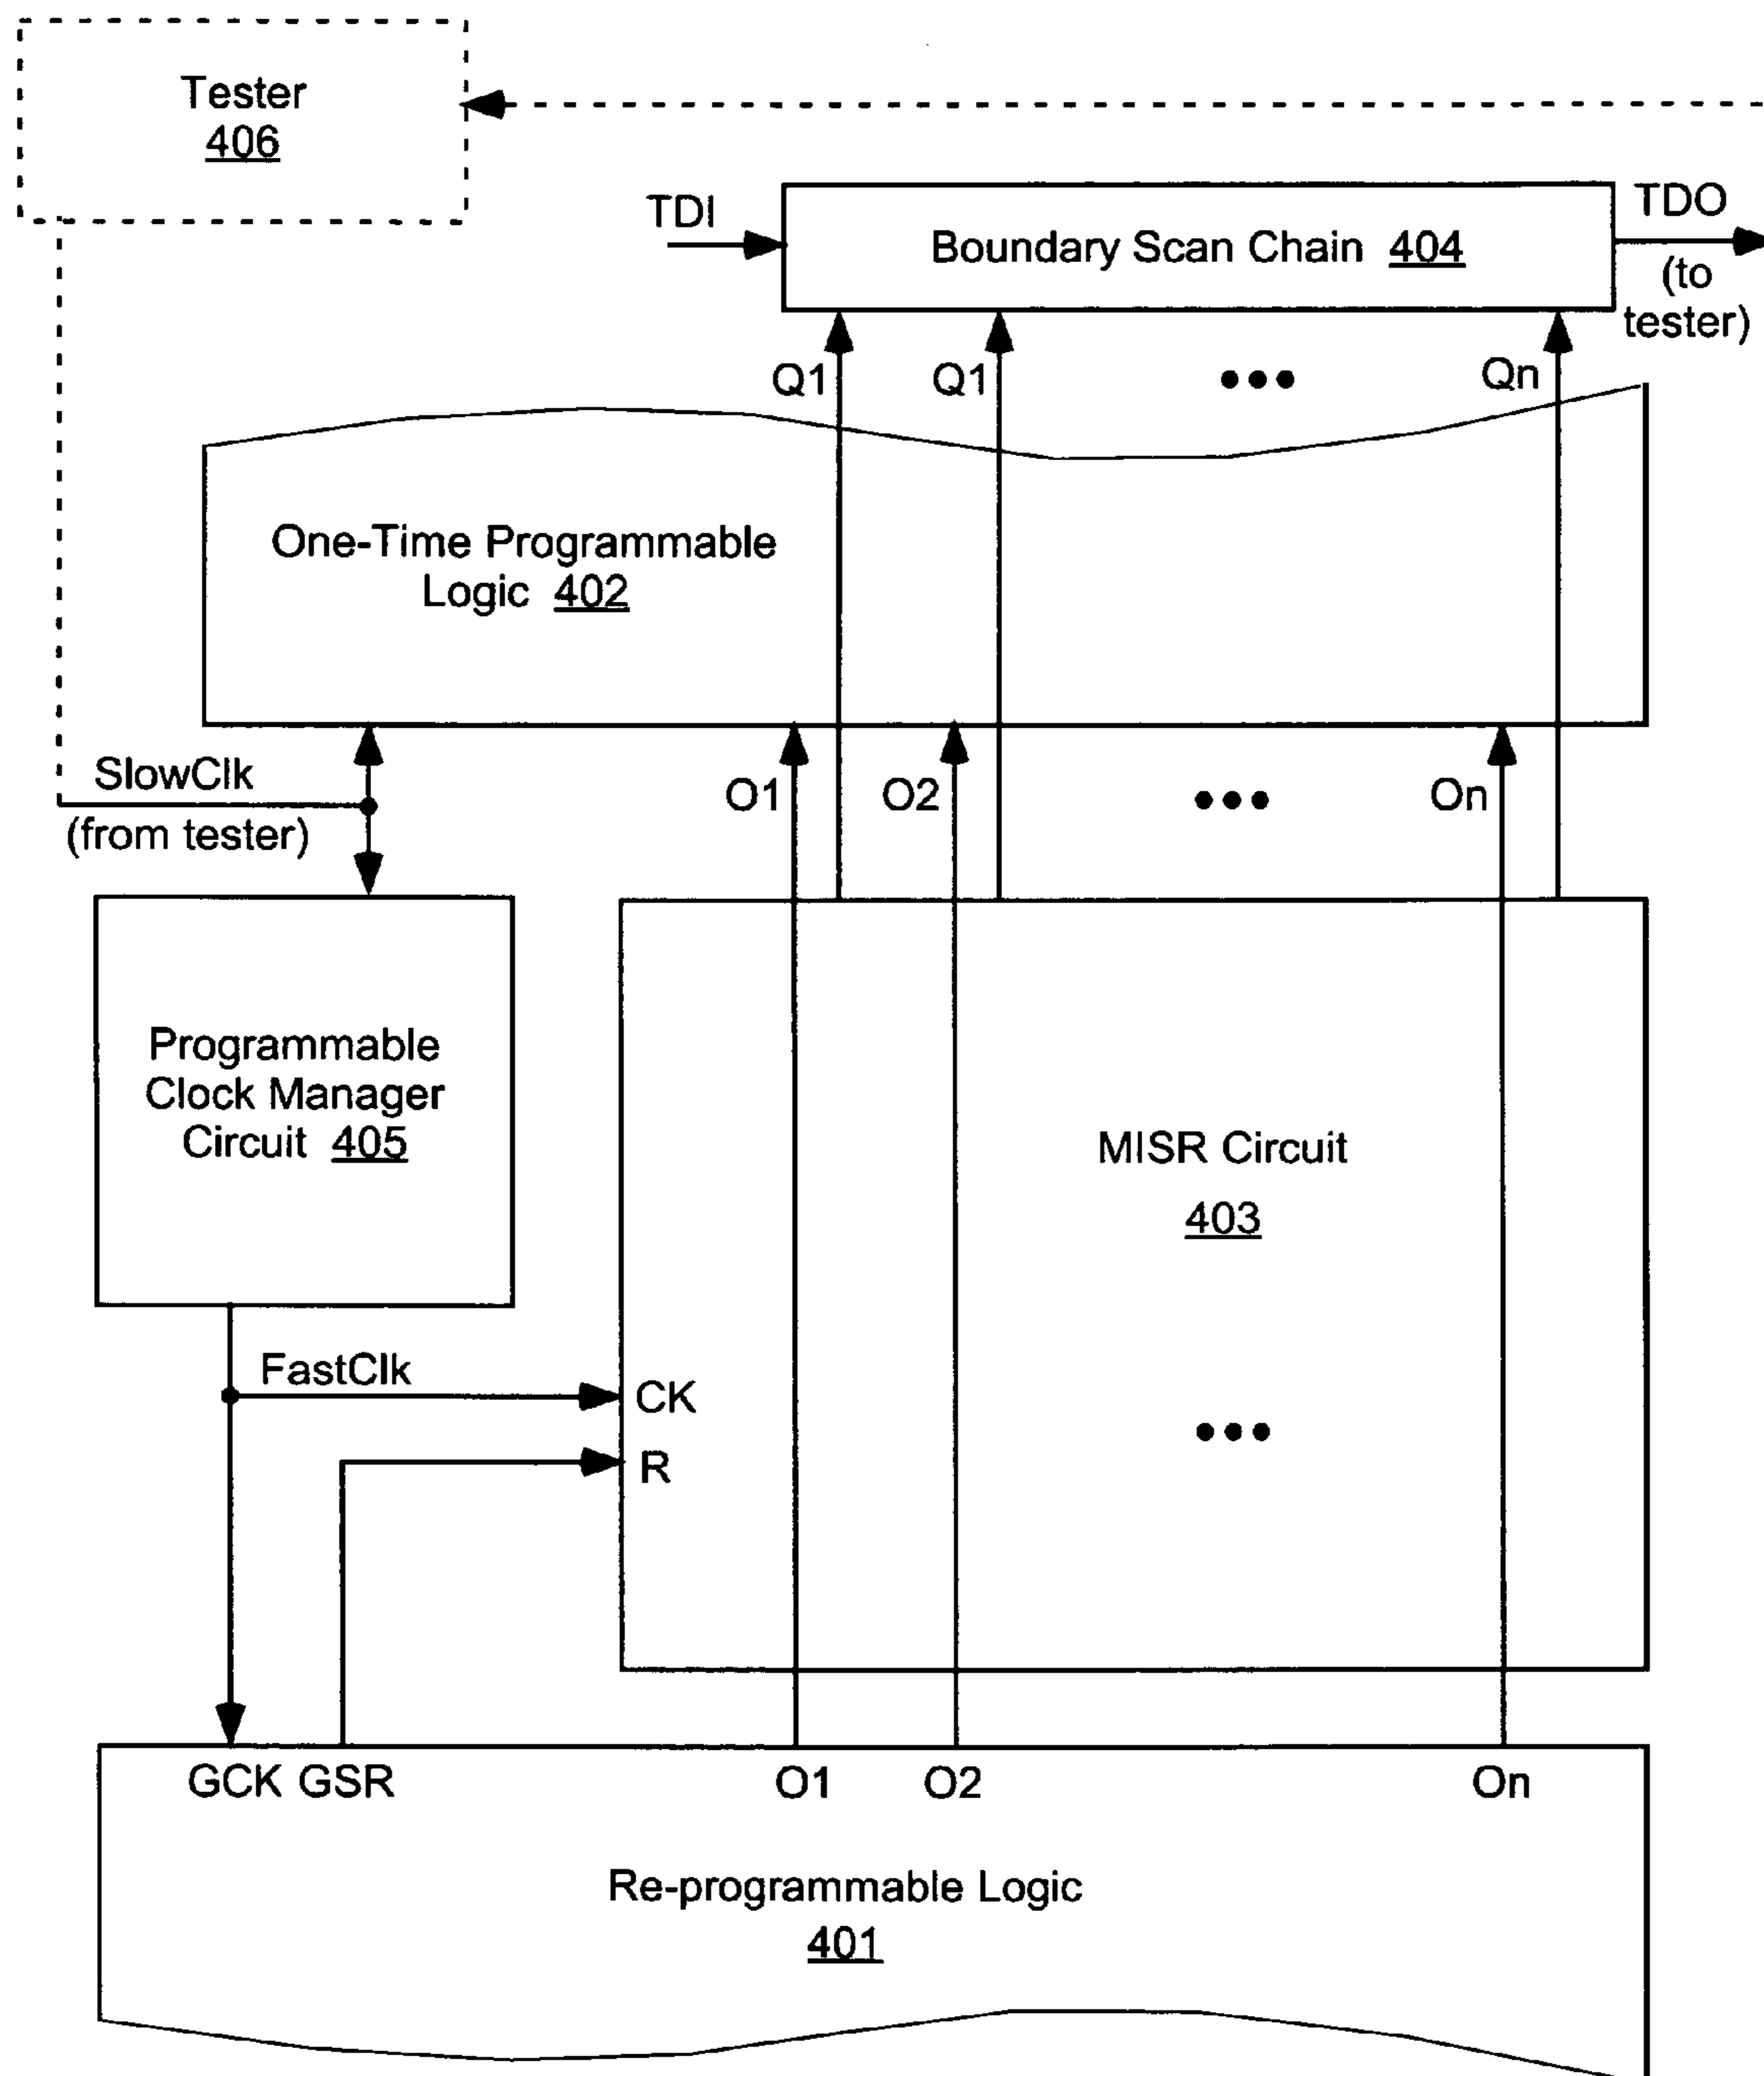 Tester
406
TDI
Boundary Scan Chain 404
TDO
(to
tester)
Q1
Q1
•••
Qn
One-Time Programmable
Logic 402
SlowClk
(from tester)
O1
O2
•••
On
Programmable
Clock Manager
Circuit 405
MISR Circuit
403
FastClk
CK
R
•••
GCK GSR
O1
O2
On
Re-programmable Logic
401